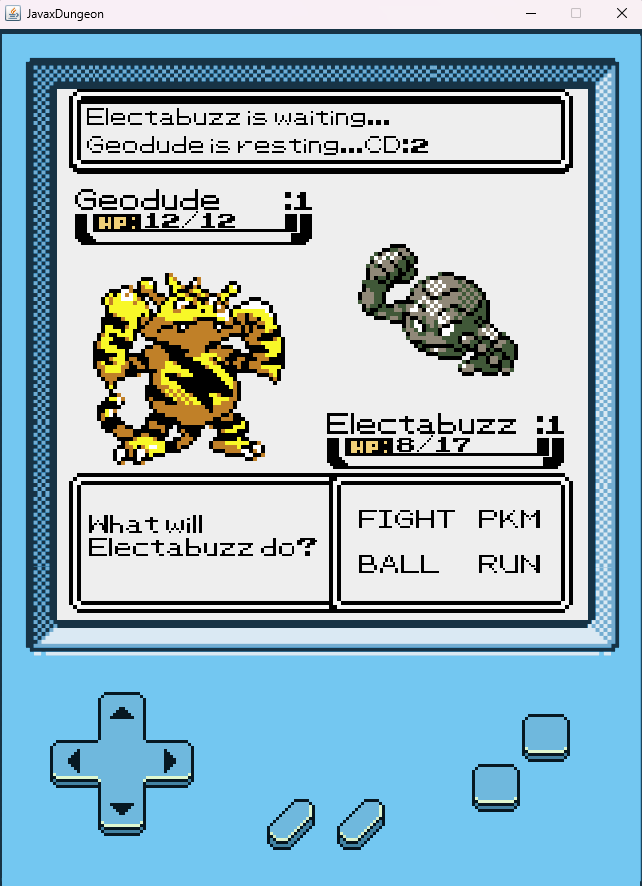 JavaxDungeon
Electabuzz is waiting...
Geodude is resting...CD:2
Geodude :1
HP:12/12
Electabuzz :1
HP:8/17
What will
Electabuzz do?
FIGHT PKM
BALL RUN